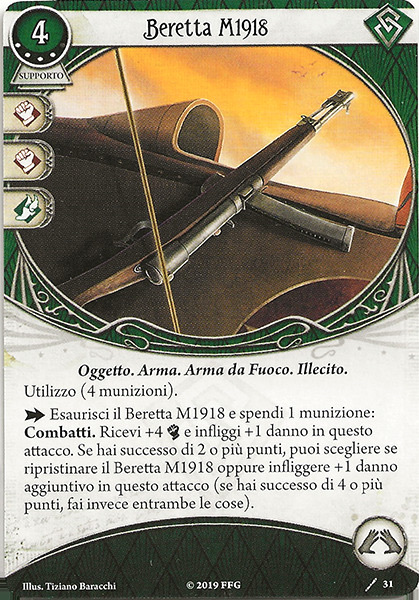 4
Beretta M1918
SUPPORTO
Oggetto. Arma. Arma da Fuoco. Illecito.
Utilizzo (4 munizioni).
Esaurisci il Beretta M1918 e spendi 1 munizione:
Combatti. Ricevi +4 e infliggi +1 danno in questo
attacco. Se hai successo di 2 o più punti, puoi scegliere se
ripristinare il Beretta M1918 oppure infliggere +1 danno
aggiuntivo in questo attacco (se hai successo di 4 o più
punti, fai invece entrambe le cose).
Illus. Tiziano Baracchi
© 2019 FFG
31